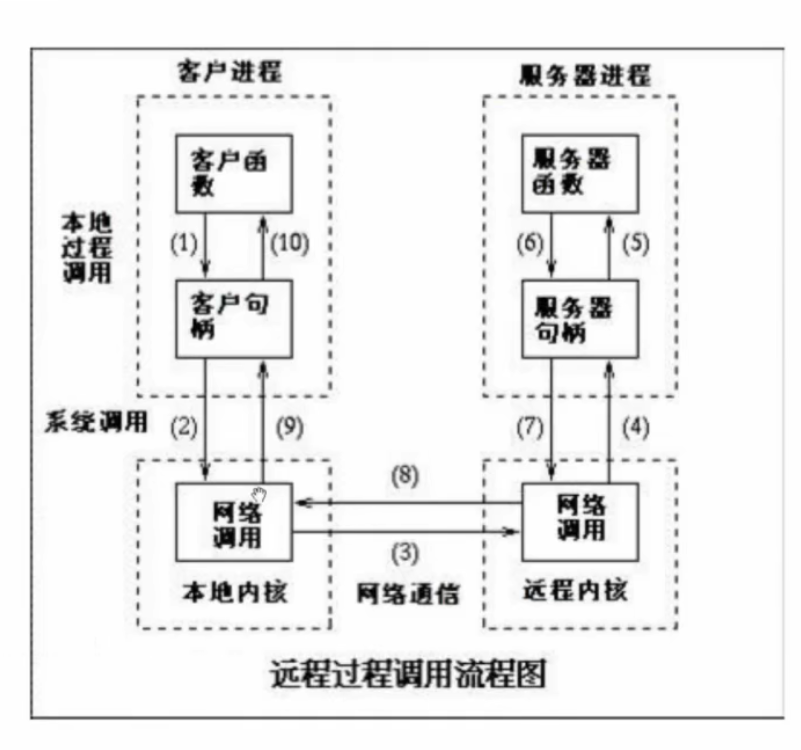 客户进程
服务器进程
客户函
数
服务器
函数
本地
过程
调用
(1)
(10)
(6)
(5)
客户句
柄
服务器
句柄
系统调用
(2)
(9)
(7)
(4)
(8)
网络
调用
网络
调用
(3)
本地内核
网络通信
远程内核
远程过程调用流程图